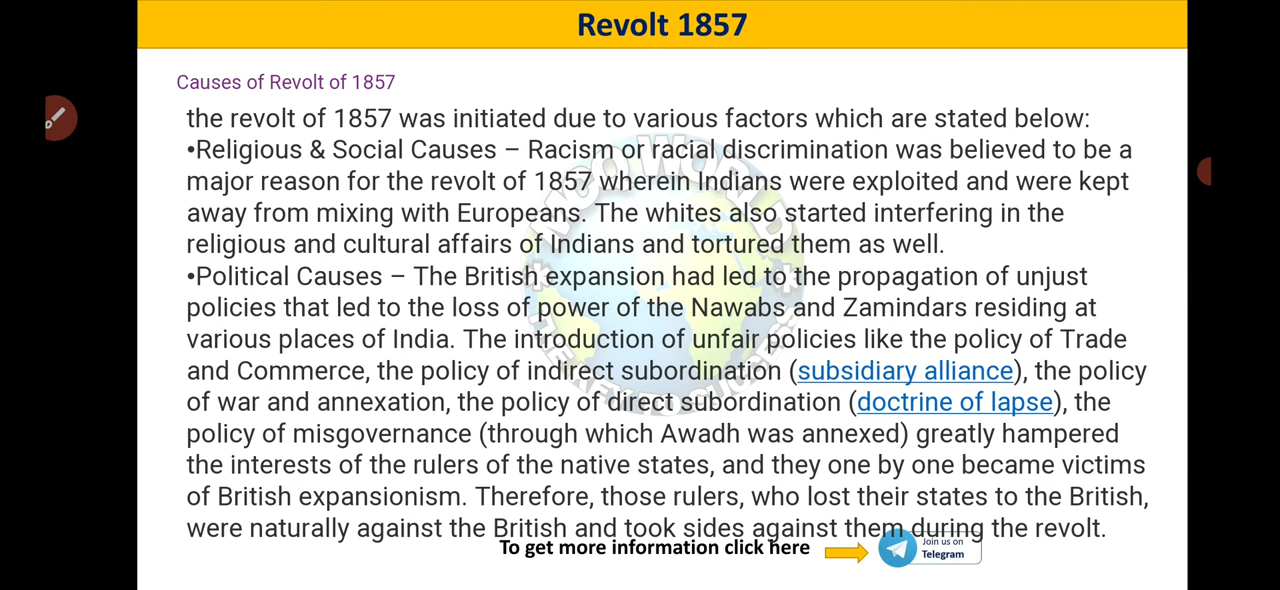 Revolt 1857
Causes of Revolt of 1857
the revolt of 1857 was initiated due to various factors which are stated below:
•Religious & Social Causes – Racism or racial discrimination was believed to be a
major reason for the revolt of 1857 wherein Indians were exploited and were kept
away from mixing with Europeans. The whites also started interfering in the
religious and cultural affairs of Indians and tortured them as well.
•Political Causes – The British expansion had led to the propagation of unjust
policies that led to the loss of power of the Nawabs and Zamindars residing at
various places of India. The introduction of unfair policies like the policy of Trade
and Commerce, the policy of indirect subordination (subsidiary alliance), the policy
of war and annexation, the policy of direct subordination (doctrine of lapse), the
policy of misgovernance (through which Awadh was annexed) greatly hampered
the interests of the rulers of the native states, and they one by one became victims
of British expansionism. Therefore, those rulers, who lost their states to the British,
were naturally against the British and took sides against them during the revolt.
To get more information click here
Join us on
Telegram